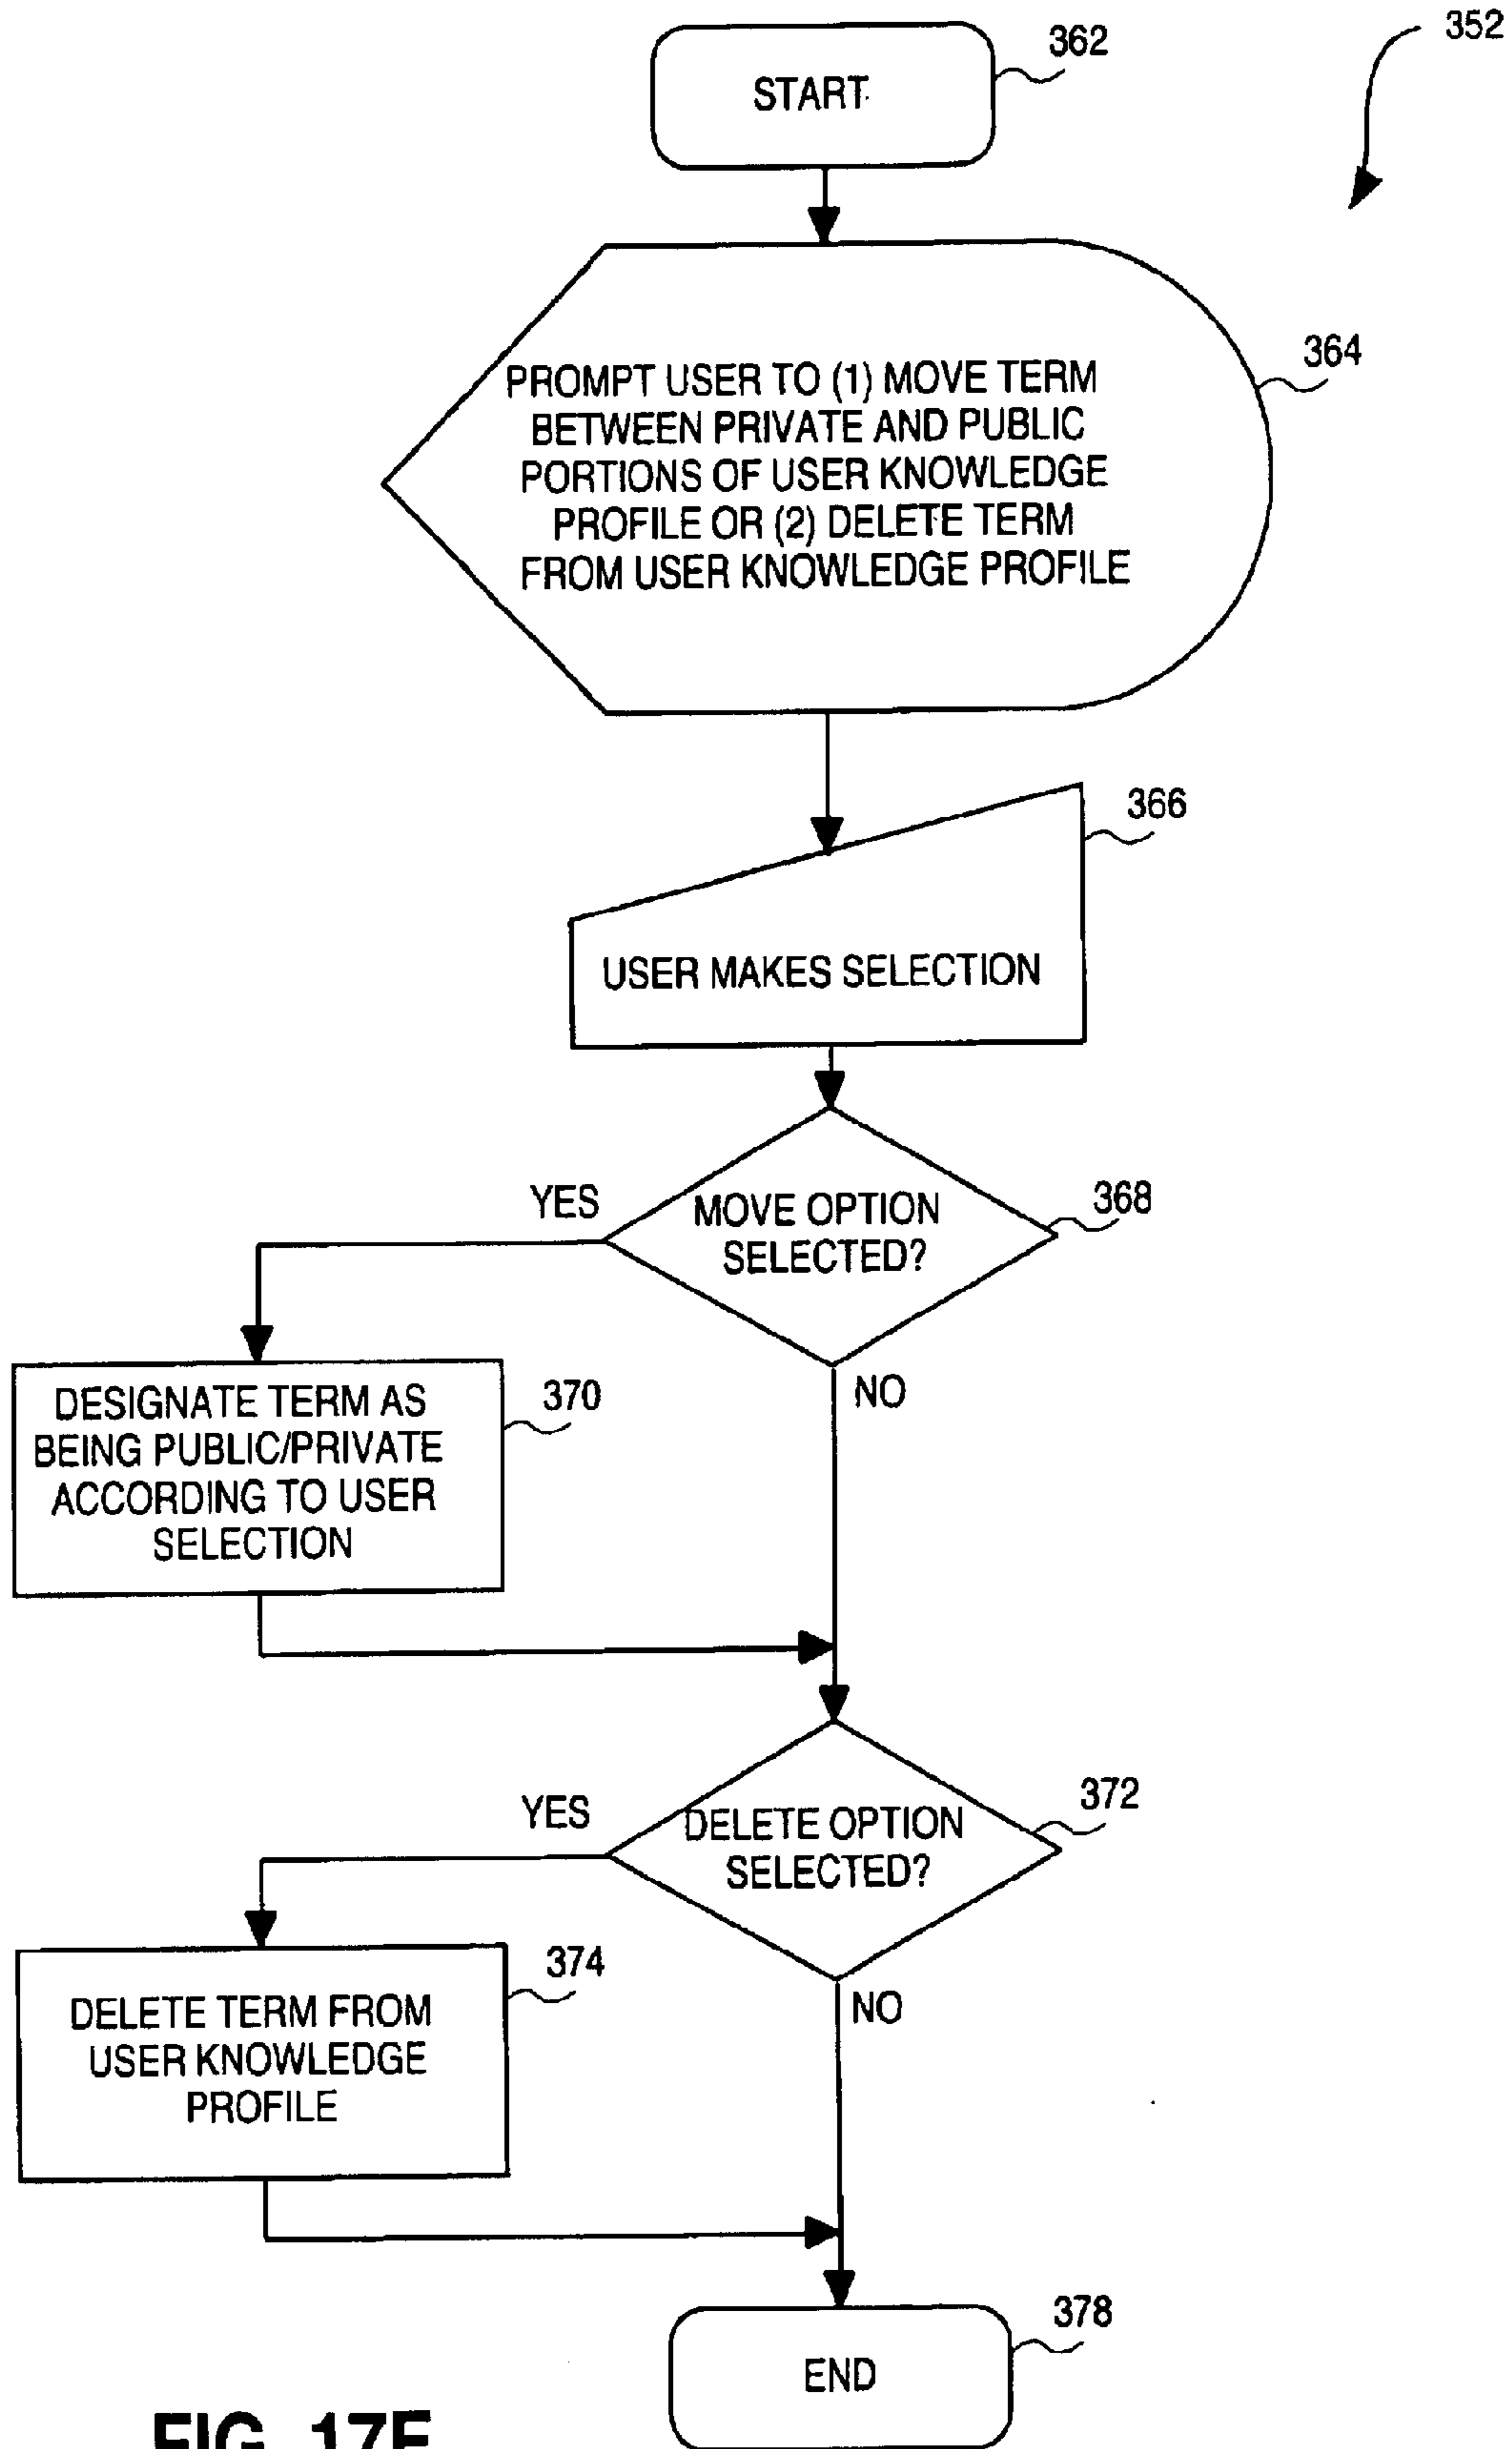 352
362
START
364
PROMPT USER TO (1) MOVE TERM
BETWEEN PRIVATE AND PUBLIC
PORTIONS OF USER KNOWLEDGE
PROFILE OR (2) DELETE TERM
FROM USER KNOWLEDGE PROFILE
366
USER MAKES SELECTION
368
YES
MOVE OPTION
SELECTED?
NO
370
DESIGNATE TERM AS
BEING PUBLIC/PRIVATE
ACCORDING TO USER
SELECTION
372
YES
DELETE OPTION
SELECTED?
NO
374
DELETE TERM FROM
USER KNOWLEDGE
PROFILE
378
END
FIG.